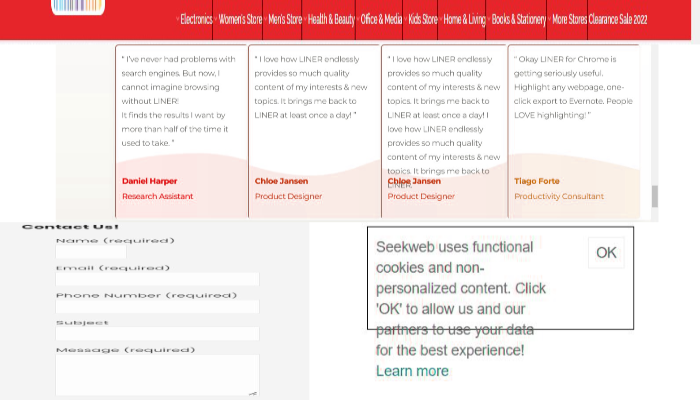 Electronics Women's Store Men's Store Health & Beauty Office & Media Kids Store Home & Living Books & Stationery More Stores Clearance Sale 2022
" I've never had problems with
search engines. But now, I
cannot imagine browsing
without LINER!
It finds the results I want by
more than half of the time it
used to take. "
Daniel Harper
Research Assistant
" I love how LINER endlessly
provides so much quality
content of my interests & new
topics. It brings me back to
LINER at least once a day! "
Chloe Jansen
Product Designer
" I love how LINER endlessly
provides so much quality
content of my interests & new
topics. It brings me back to
LINER at least once a day! I
love how LINER endlessly
provides so much quality
content of my interests & new
topics. It brings me back to
LINER.
Chloe Jansen
Product Designer
" Okay LINER for Chrome is
getting seriously useful.
Highlight any webpage, one-
click export to Evernote. People
LOVE highlighting! "
Tiago Forte
Productivity Consultant
Contact Us!
Name (required)
Email (required)
Phone Number (required)
Subject
Message (required)
Seekweb uses functional
cookies and non-
personalized content. Click
'OK' to allow us and our
partners to use your data
for the best experience!
Learn more
OK